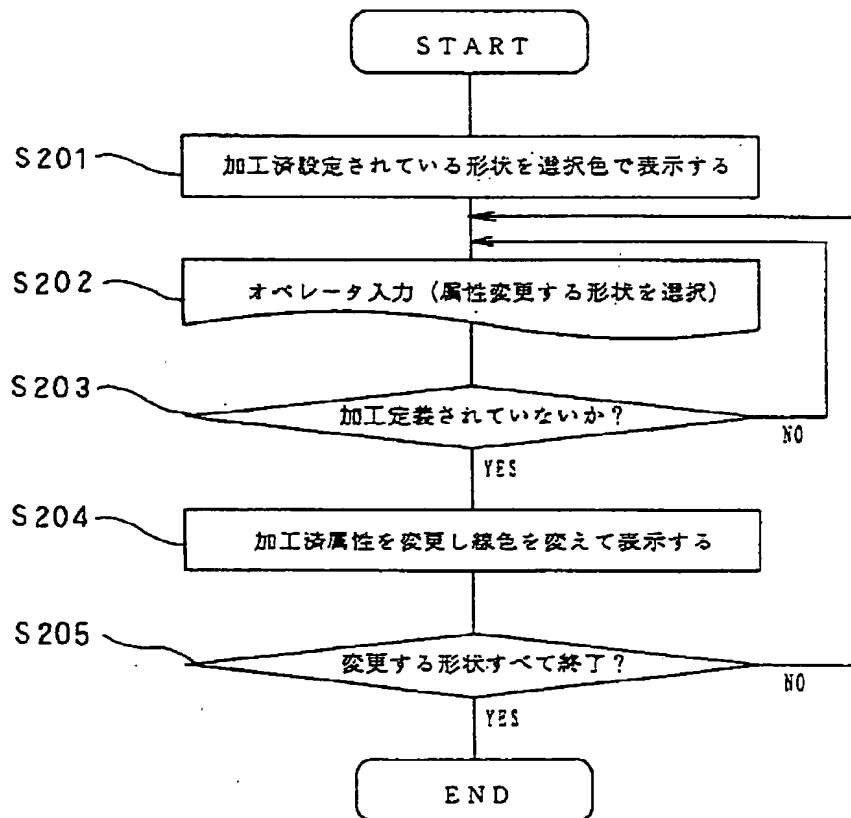 START
S201
加工済設定されている形状を選択色で表示する
S202
オペレータ入力（属性変更する形状を選択）
S203
加工定義されていないか？
NO
YES
S204
加工済属性を変更し線色を変えて表示する
S205
変更する形状すべて終了？
NO
YES
END